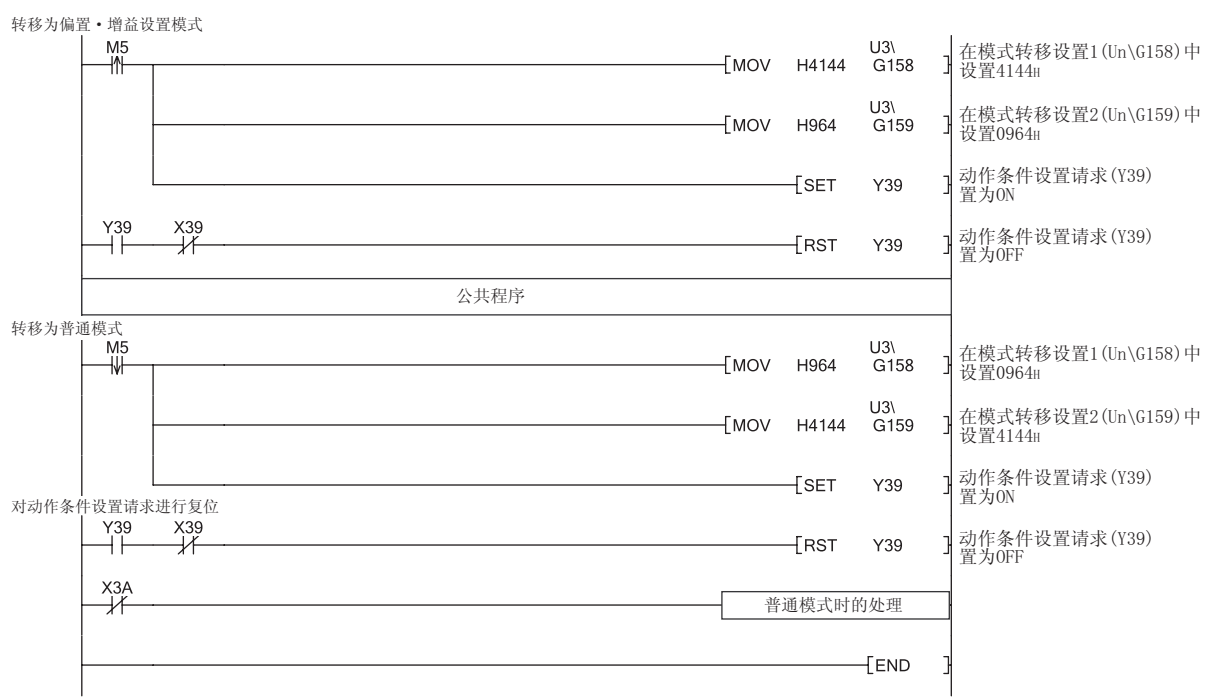 转移为偏置·增益设置模式
M5
MOV H4144 U3\G158
在模式转移设置1(Un\G158)中
设置4144H
MOV H964 U3\G159
在模式转移设置2(Un\G159)中
设置0964H
SET Y39
动作条件设置请求(Y39)
置为ON
Y39 X39
RST Y39
动作条件设置请求(Y39)
置为OFF
公共程序
转移为普通模式
M5
MOV H964 U3\G158
在模式转移设置1(Un\G158)中
设置0964H
MOV H4144 U3\G159
在模式转移设置2(Un\G159)中
设置4144H
SET Y39
动作条件设置请求(Y39)
置为ON
对动作条件设置请求进行复位
Y39 X39
RST Y39
动作条件设置请求(Y39)
置为OFF
X3A
普通模式时的处理
END